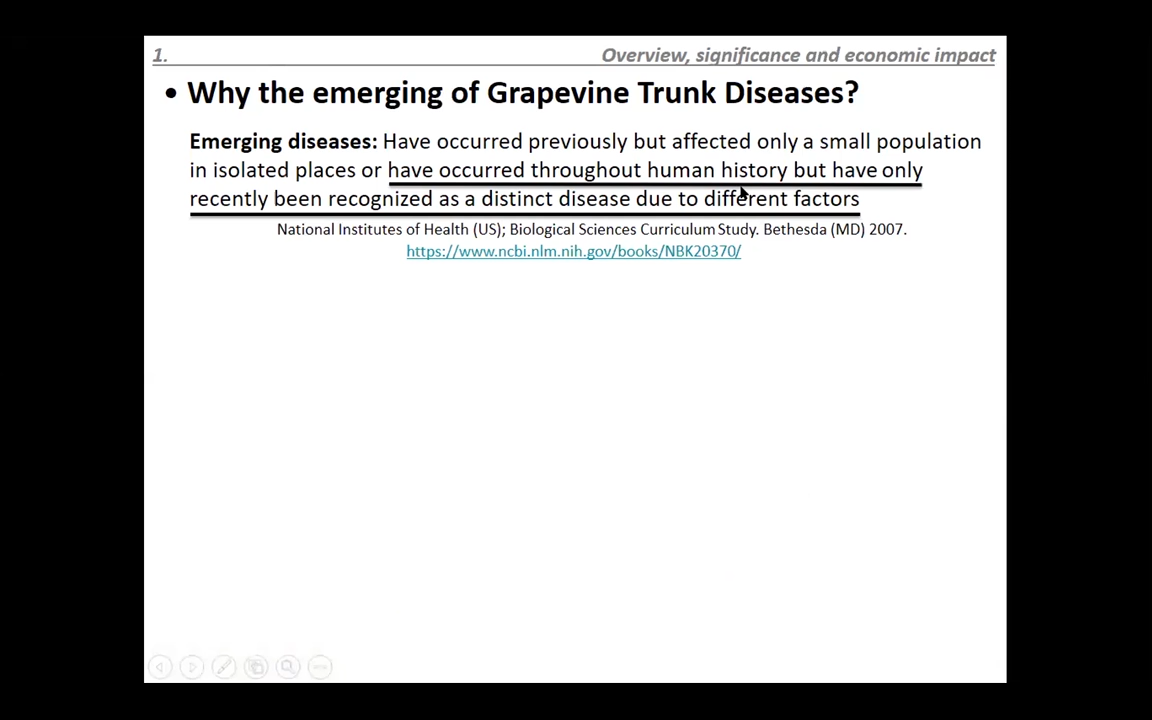 1.
Overview, significance and economic impact
• Why the emerging of Grapevine Trunk Diseases?
Emerging diseases: Have occurred previously but affected only a small population
in isolated places or have occurred throughout human history but have only
recently been recognized as a distinct disease due to different factors
National Institutes of Health (US); Biological Sciences Curriculum Study. Bethesda (MD) 2007.
https://www.ncbi.nlm.nih.gov/books/NBK20370/